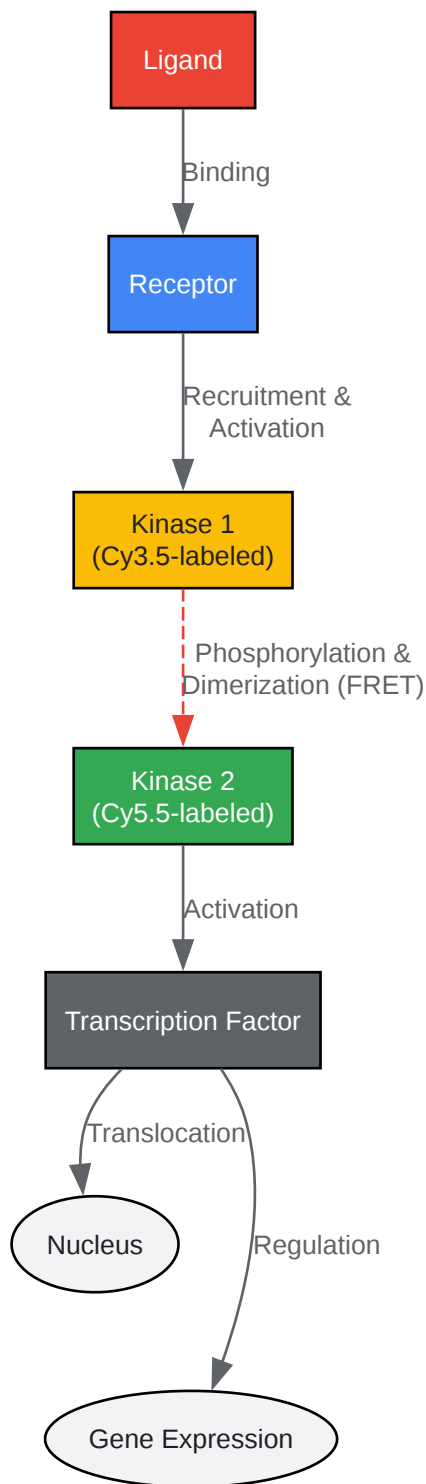 Ligand
Binding
Receptor
Recruitment &
Activation
Kinase 1
(Cy3.5-labeled)
Phosphorylation &
Dimerization (FRET)
Kinase 2
(Cy5.5-labeled)
Activation
Transcription Factor
Translocation
Nucleus
Regulation
Gene Expression